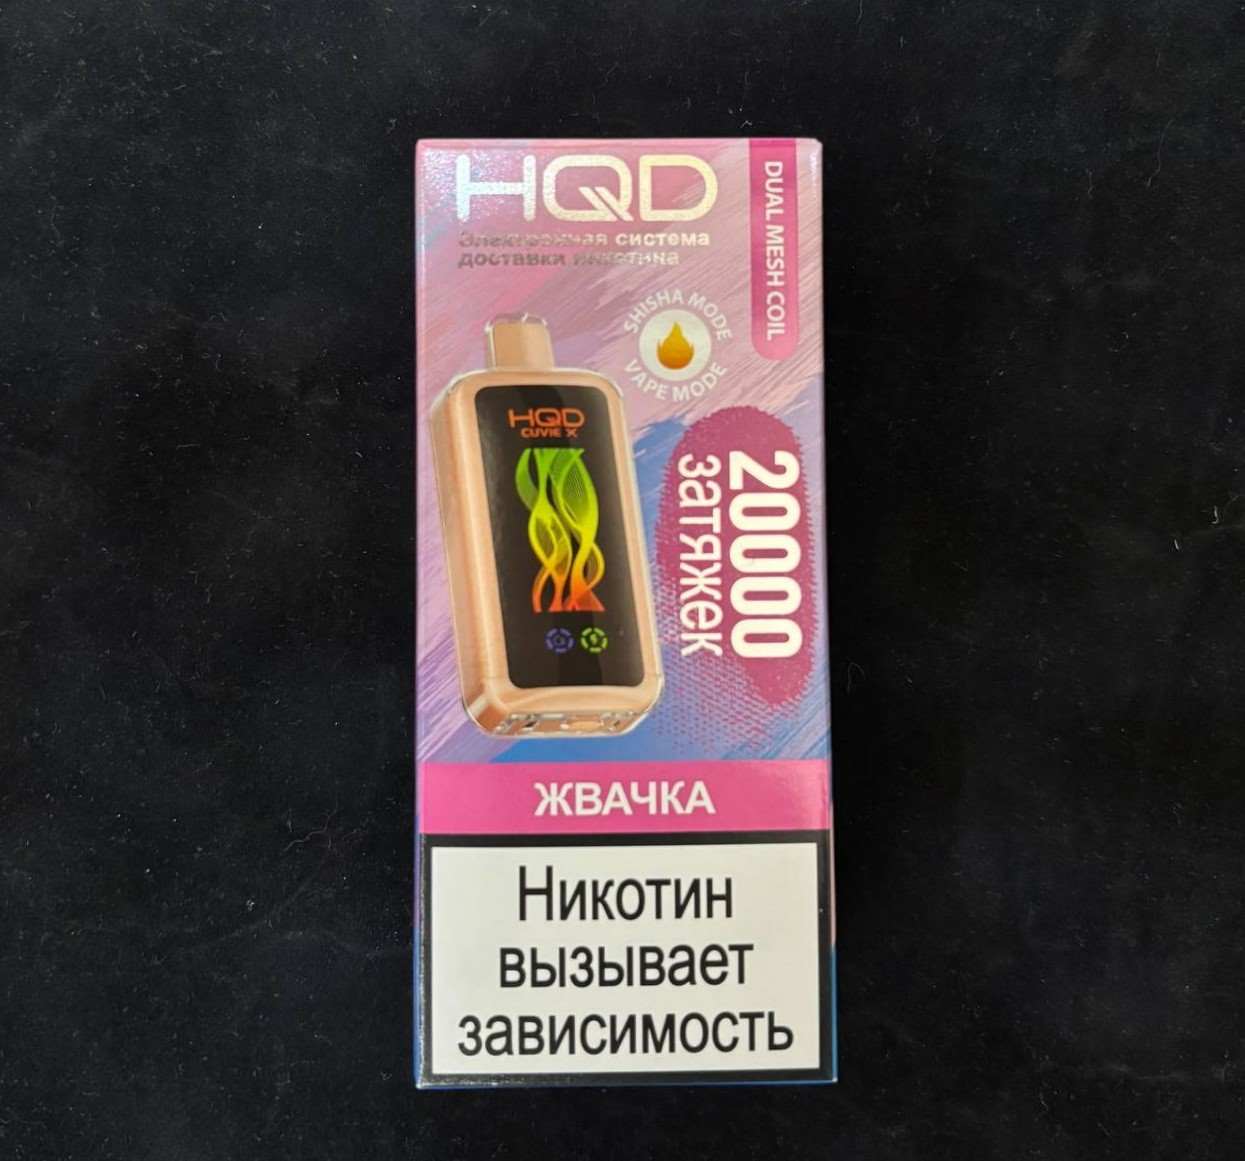 HQD
Электронная система
доставки никотина
DUAL MESH COIL
SHISHA MODE
VAPE MODE
HQD
CUVIE X
20000
затяжек
ЖВАЧКА
Никотин
вызывает
зависимость